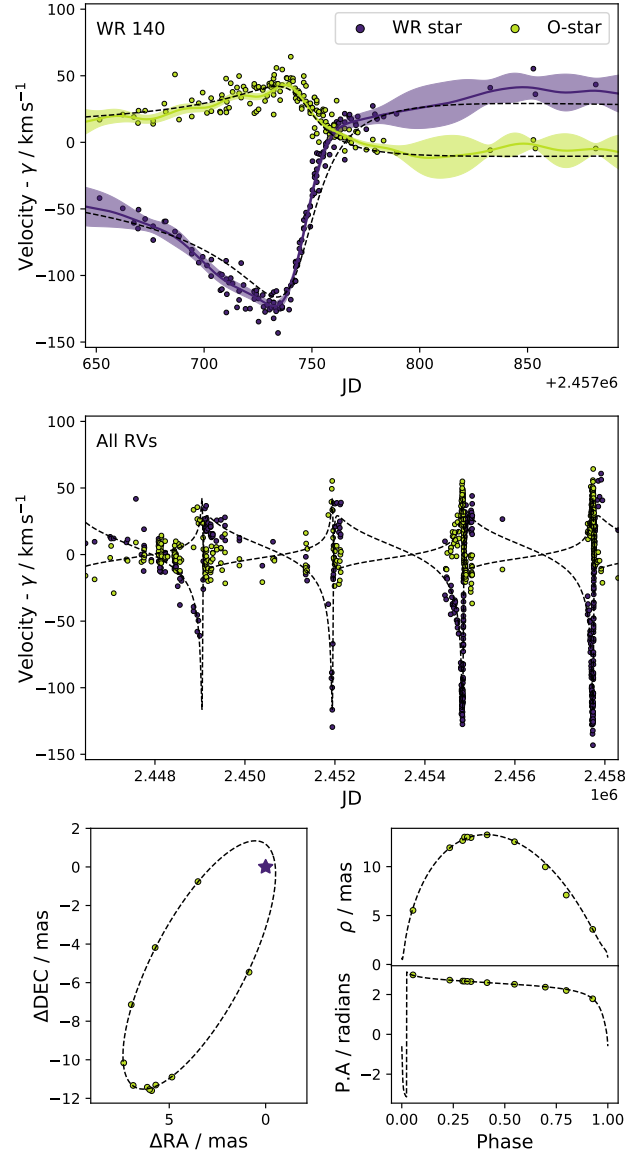 WR 140
WR star
O-star
100
50
0
−50
−100
−150
Velocity - γ / km s⁻¹
650
700
750
800
850
JD
+2.457e6
All RVs
100
50
0
−50
−100
−150
Velocity - γ / km s⁻¹
2.448
2.450
2.452
2.454
2.456
2.458
JD
1e6
2
0
−2
−4
−6
−8
−10
−12
ΔDEC / mas
5
0
ΔRA / mas
10
5
0
ρ / mas
2
0
−2
P.A / radians
0.00
0.25
0.50
0.75
1.00
Phase